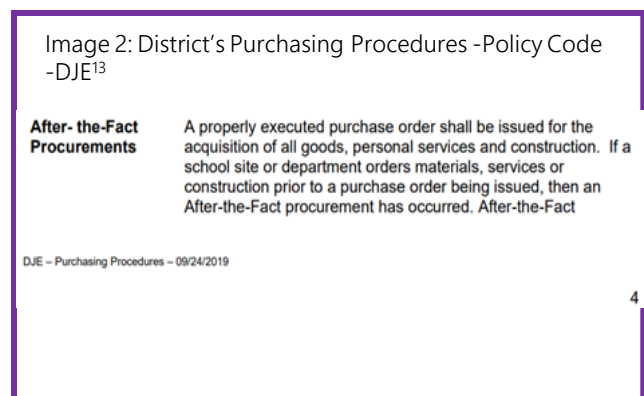 Image 2: District's Purchasing Procedures -Policy Code
-DJE13
After- the-Fact
Procurements
A properly executed purchase order shall be issued for the
acquisition of all goods, personal services and construction. If a
school site or department orders materials, services or
construction prior to a purchase order being issued, then an
After-the-Fact procurement has occurred. After-the-Fact
DJE – Purchasing Procedures – 09/24/2019
4